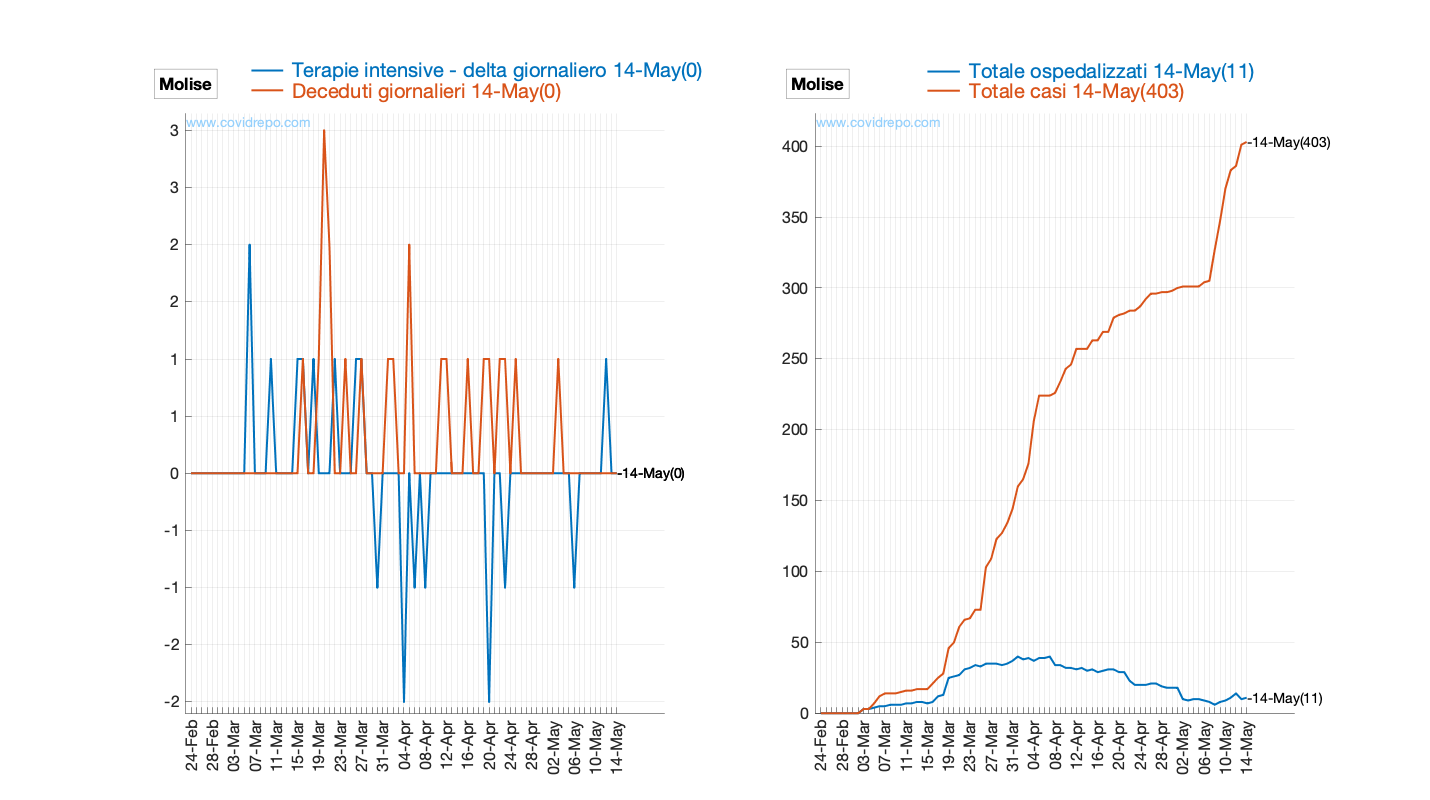 Molise
Terapie intensive - delta giornaliero 14-May(0)
Deceduti giornalieri 14-May(0)
www.covidrepo.com
3
3
2
2
1
1
0
-1
-1
-2
-2
-14-May(0)
24-Feb
28-Feb
03-Mar
07-Mar
11-Mar
15-Mar
19-Mar
23-Mar
27-Mar
31-Mar
04-Apr
08-Apr
12-Apr
16-Apr
20-Apr
24-Apr
28-Apr
02-May
06-May
10-May
14-May
Molise
Totale ospedalizzati 14-May(11)
Totale casi 14-May(403)
www.covidrepo.com
400
350
300
250
200
150
100
50
0
-14-May(403)
-14-May(11)
24-Feb
28-Feb
03-Mar
07-Mar
11-Mar
15-Mar
19-Mar
23-Mar
27-Mar
31-Mar
04-Apr
08-Apr
12-Apr
16-Apr
20-Apr
24-Apr
28-Apr
02-May
06-May
10-May
14-May